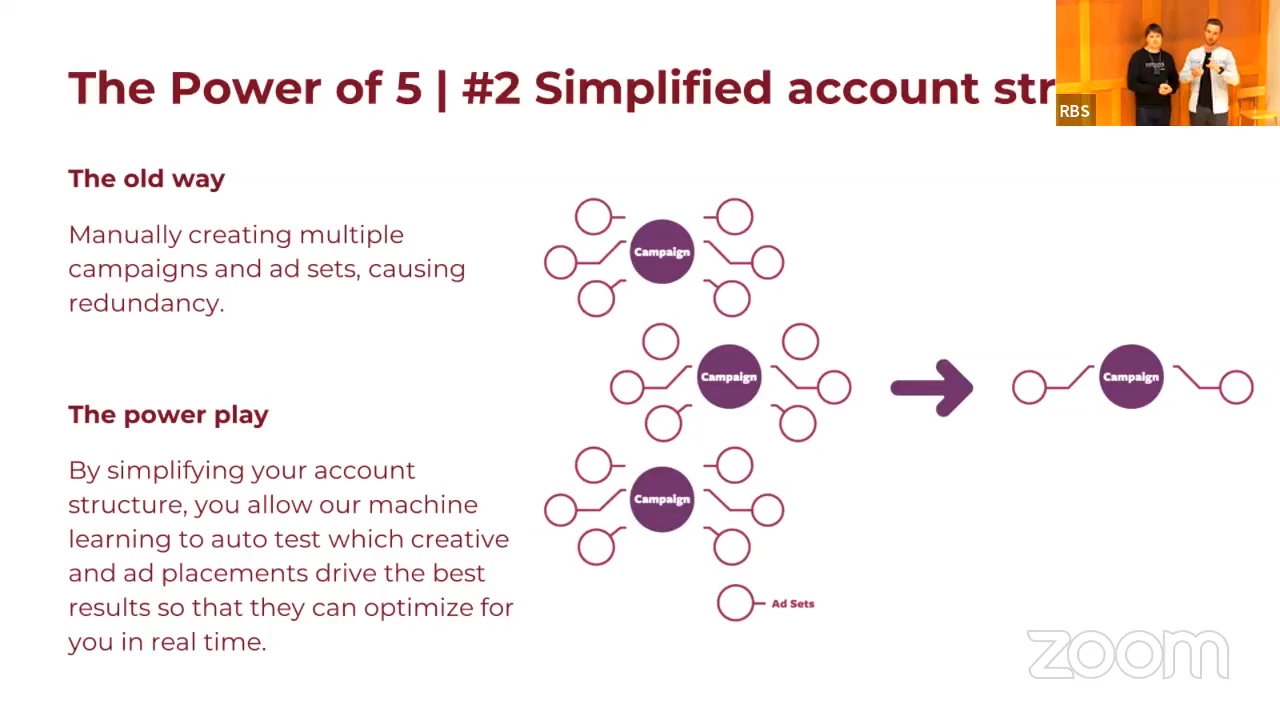 The Power of 5 | #2 Simplified account str
RBS
The old way
Manually creating multiple
campaigns and ad sets, causing
redundancy.
The power play
By simplifying your account
structure, you allow our machine
learning to auto test which creative
and ad placements drive the best
results so that they can optimize for
you in real time.
Campaign
Campaign
Campaign
Campaign
Ad Sets
zoom